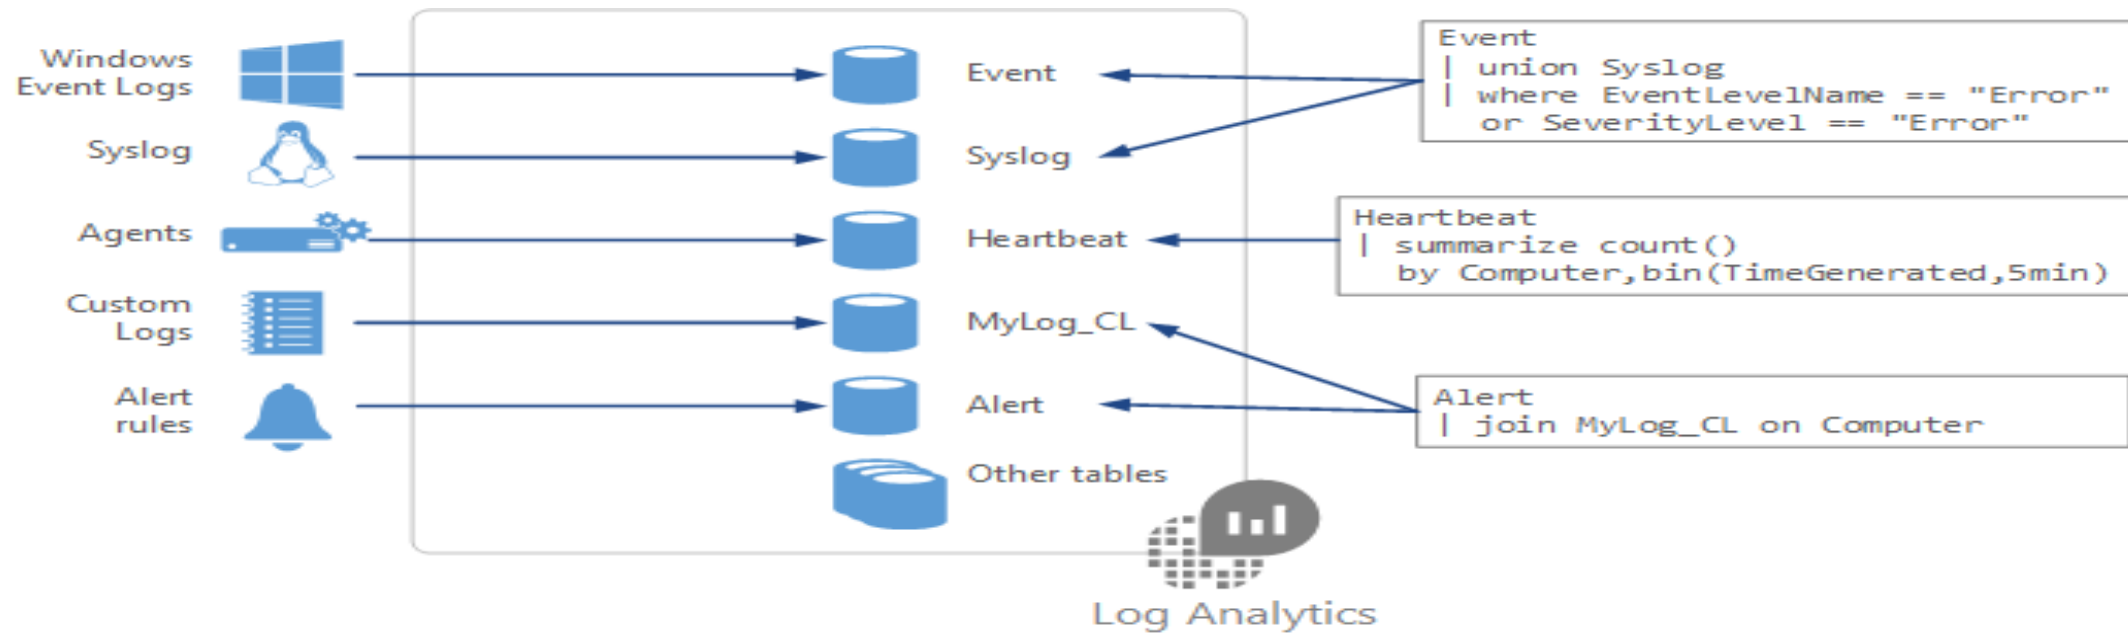 Windows
Event Logs
Event
Syslog
Syslog
Agents
Heartbeat
Custom
Logs
MyLog_CL
Alert
rules
Alert
Other tables
Log Analytics
Event
| union Syslog
| where EventLevelName == "Error"
or SeverityLevel == "Error"
Heartbeat
| summarize count()
by Computer,bin(TimeGenerated,5min)
Alert
| join MyLog_CL on Computer